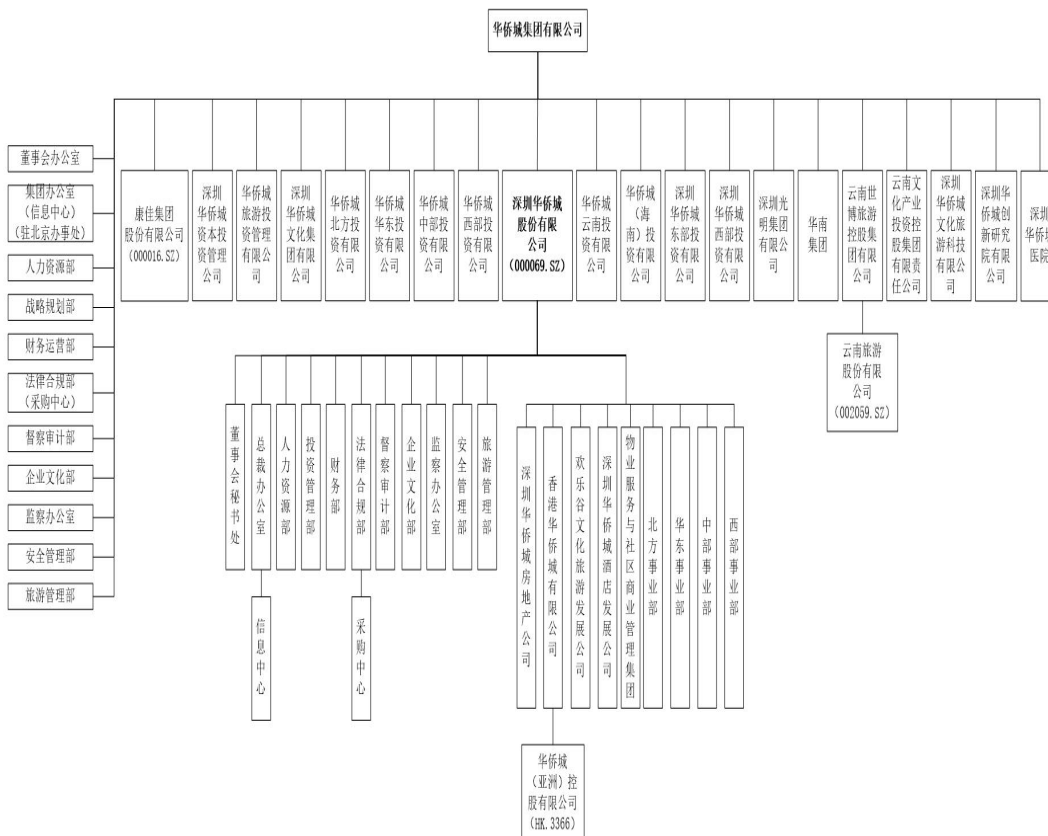 华侨城集团有限公司
董事会办公室
集团办公室
(信息中心)
(驻北京办事处)
人力资源部
战略规划部
财务运营部
法律合规部
(采购中心)
督察审计部
企业文化部
监察办公室
安全管理部
旅游管理部
康佳集团
股份有限公司
(000016.SZ)
深圳
华侨城
资本投
资管理
公司
华侨城
旅游投
资管理
有限公
司
深圳
华侨城
文化集
团有限
公司
华侨城
北方投
资有限
公司
华侨城
华东投
资有限
公司
华侨城
中部投
资有限
公司
华侨城
西部投
资有限
公司
深圳华侨城
股份有限
公司
(000069.SZ)
华侨城
云南投
资有限
公司
华侨城
(海
南)投
资有限
公司
深圳
华侨城
东部投
资有限
公司
深圳
华侨城
西部投
资有限
公司
深圳光
明集团
有限公
司
华南
集团
云南世
博旅游
控股集
团有限
公司
云南文
化产业
投资控
股集团
有限责
任公司
深圳
华侨城
文化旅
游科技
有限公
司
深圳华
侨城创
新研究
院有限
公司
深圳
华侨城
医院
云南旅游
股份有限
公司
(002059.SZ)
董事会秘书处
总裁办公室
人力资源部
投资管理部
财务部
法律合规部
督察审计部
企业文化部
监察办公室
安全管理部
旅游管理部
信息中心
采购中心
深圳华侨城房地产公司
香港华侨城有限公司
欢乐谷文化旅游发展公司
深圳华侨城酒店发展公司
物业服务与社区商业管理集团
北方事业部
华东事业部
中部事业部
西部事业部
华侨城
(亚洲)控
股有限公司
(HK.3366)